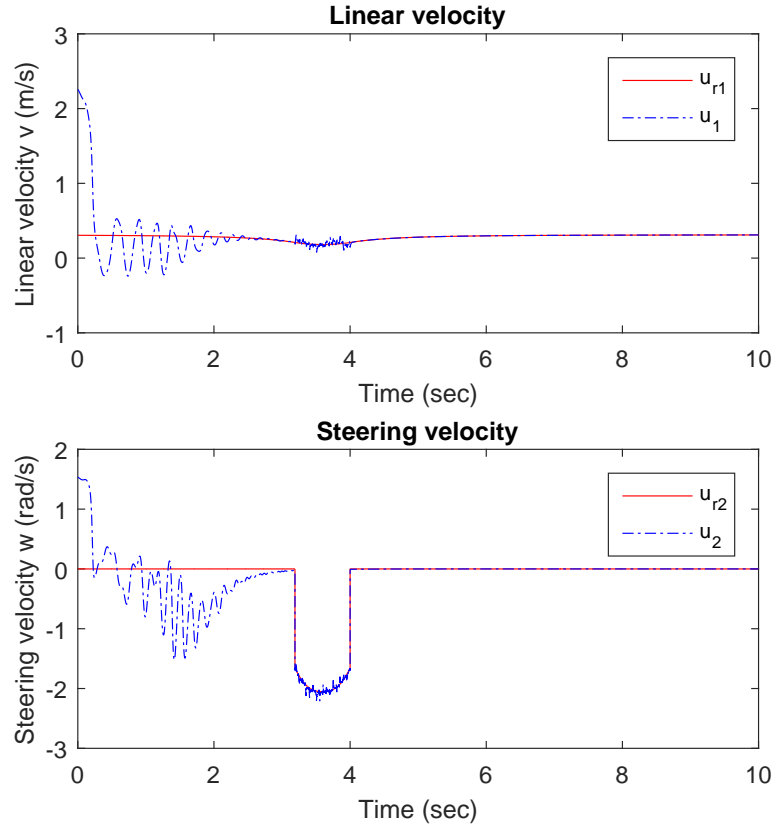 Linear velocity
Linear velocity v (m/s)
3
2
1
0
-1
u_r1
u_1
0 2 4 6 8 10
Time (sec)
Steering velocity
Steering velocity w (rad/s)
2
1
0
-1
-2
-3
u_r2
u_2
0 2 4 6 8 10
Time (sec)